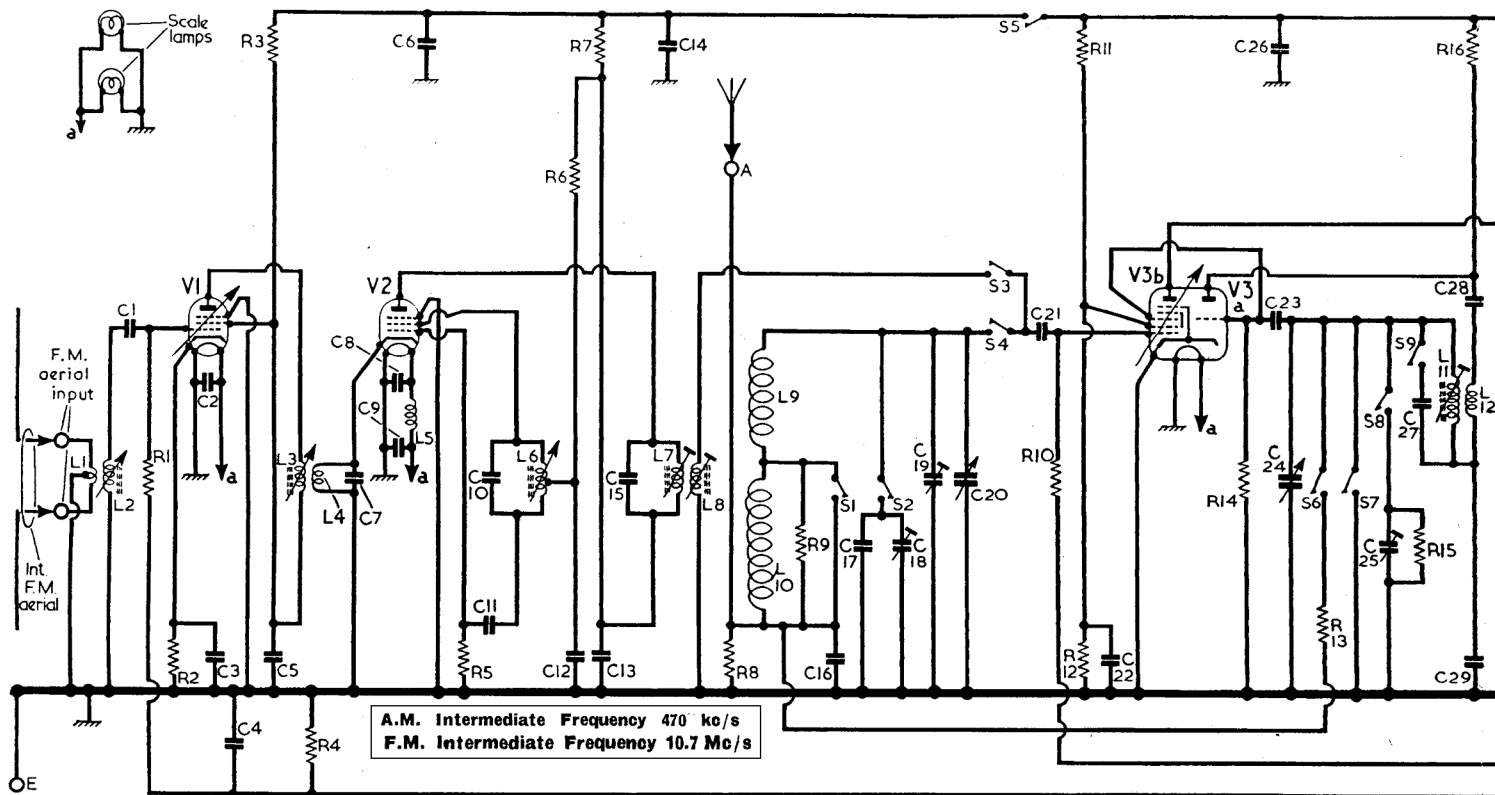 Scale
lamps
a
R3
C6
R7
C14
S5
R11
C26
R16
R6
A
V1
V2
S3
V3b
V3
a
C28
C1
C21
C23
S4
F.M.
aerial
input
C2
C8
C9
L5
L9
S9
L
11
L
12
C
27
S8
a
a
a
L1
L2
R1
L3
L4
C7
C
10
L6
C
15
L7
L8
S1
S2
C
19
C20
R10
R14
C
24
S6
S7
Int.
F.M.
aerial
L
10
R9
C
17
C
18
C
25
R15
R2
C3
C5
C11
R5
C12
C13
R8
C16
R
12
C
22
R
13
C29
C4
R4
A.M. Intermediate Frequency 470 kc/s
F.M. Intermediate Frequency 10.7 Mc/s
E